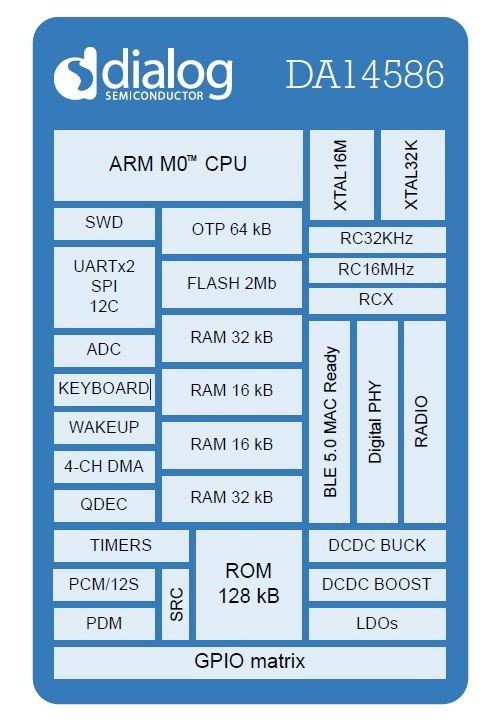 dialog
SEMICONDUCTOR
DA14586
ARM M0™ CPU
XTAL16M
XTAL32K
SWD
OTP 64 kB
RC32KHz
UARTx2
SPI
12C
FLASH 2Mb
RC16MHz
RCX
ADC
RAM 32 kB
BLE 5.0 MAC Ready
Digital PHY
RADIO
KEYBOARD
RAM 16 kB
WAKEUP
RAM 16 kB
4-CH DMA
QDEC
RAM 32 kB
TIMERS
ROM
128 kB
DCDC BUCK
PCM/12S
SRC
DCDC BOOST
PDM
LDOs
GPIO matrix